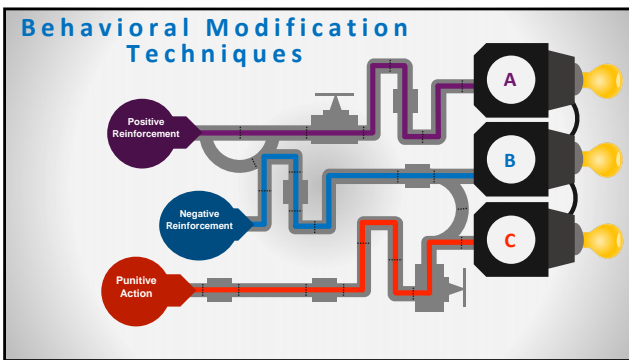 Behavioral Modification
Techniques
Positive
Reinforcement
A
B
Negative
Reinforcement
C
Punitive
Action